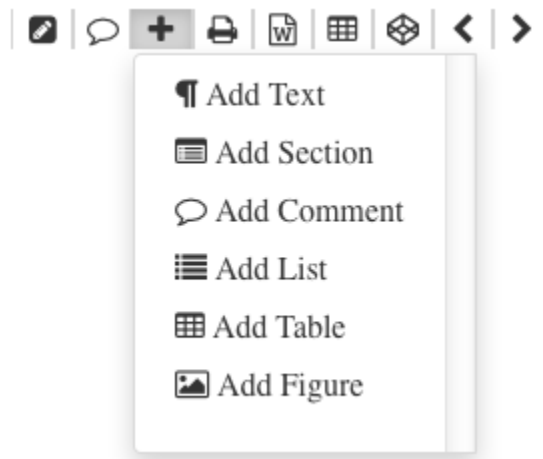 Add Text
Add Section
Add Comment
Add List
Add Table
Add Figure